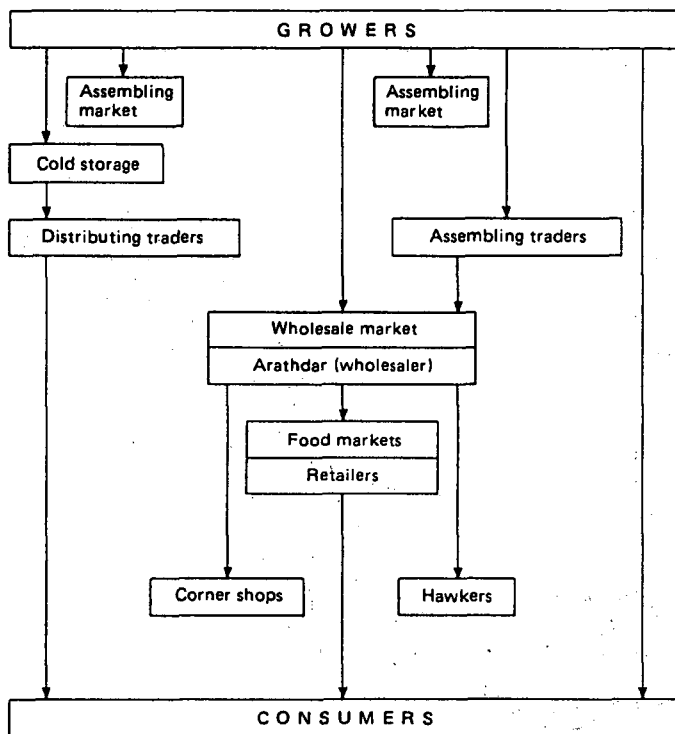 GROWERS
Assembling
market
Assembling
market
Cold storage
Distributing traders
Assembling traders
Wholesale market
Arathdar (wholesaler)
Food markets
Retailers
Corner shops
Hawkers
CONSUMERS